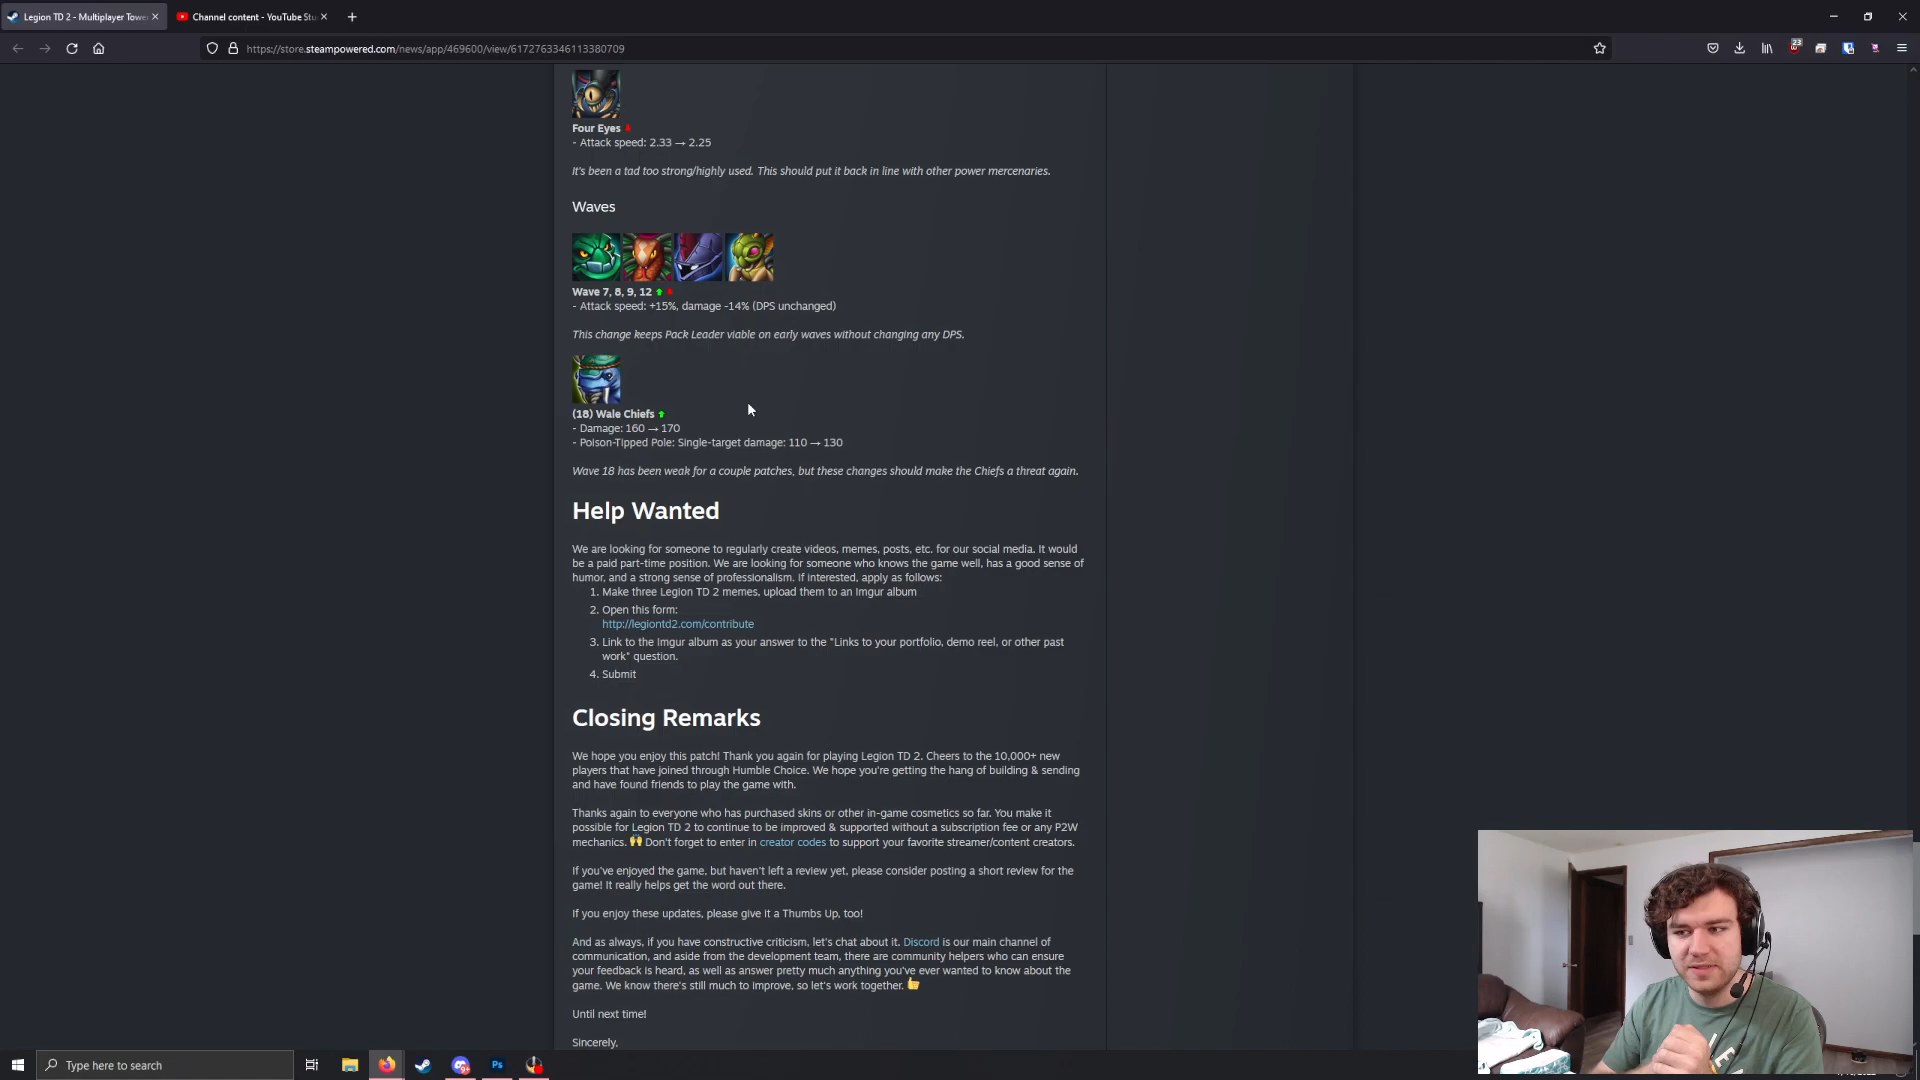 Legion TD 2 - Multiplayer Towe
Channel content - YouTube Stu
https://store.steampowered.com/news/app/469600/view/6172763346113380709
23
Four Eyes
- Attack speed: 2.33 → 2.25
It's been a tad too strong/highly used. This should put it back in line with other power mercenaries.
Waves
Wave 7, 8, 9, 12
- Attack speed: +15%, damage -14% (DPS unchanged)
This change keeps Pack Leader viable on early waves without changing any DPS.
(18) Wale Chiefs
- Damage: 160 → 170
- Poison-Tipped Pole: Single-target damage: 110 → 130
Wave 18 has been weak for a couple patches, but these changes should make the Chiefs a threat again.
Help Wanted
We are looking for someone to regularly create videos, memes, posts, etc. for our social media. It would
be a paid part-time position. We are looking for someone who knows the game well, has a good sense of
humor, and a strong sense of professionalism. If interested, apply as follows:
1. Make three Legion TD 2 memes, upload them to an Imgur album
2. Open this form:
http://legiontd2.com/contribute
3. Link to the Imgur album as your answer to the "Links to your portfolio, demo reel, or other past
work" question.
4. Submit
Closing Remarks
We hope you enjoy this patch! Thank you again for playing Legion TD 2. Cheers to the 10,000+ new
players that have joined through Humble Choice. We hope you're getting the hang of building & sending
and have found friends to play the game with.
Thanks again to everyone who has purchased skins or other in-game cosmetics so far. You make it
possible for Legion TD 2 to continue to be improved & supported without a subscription fee or any P2W
mechanics. 🙌 Don't forget to enter in creator codes to support your favorite streamer/content creators.
If you've enjoyed the game, but haven't left a review yet, please consider posting a short review for the
game! It really helps get the word out there.
If you enjoy these updates, please give it a Thumbs Up, too!
And as always, if you have constructive criticism, let's chat about it. Discord is our main channel of
communication, and aside from the development team, there are community helpers who can ensure
your feedback is heard, as well as answer pretty much anything you've ever wanted to know about the
game. We know there's still much to improve, so let's work together. 👍
Until next time!
Sincerely,
Type here to search
Ps